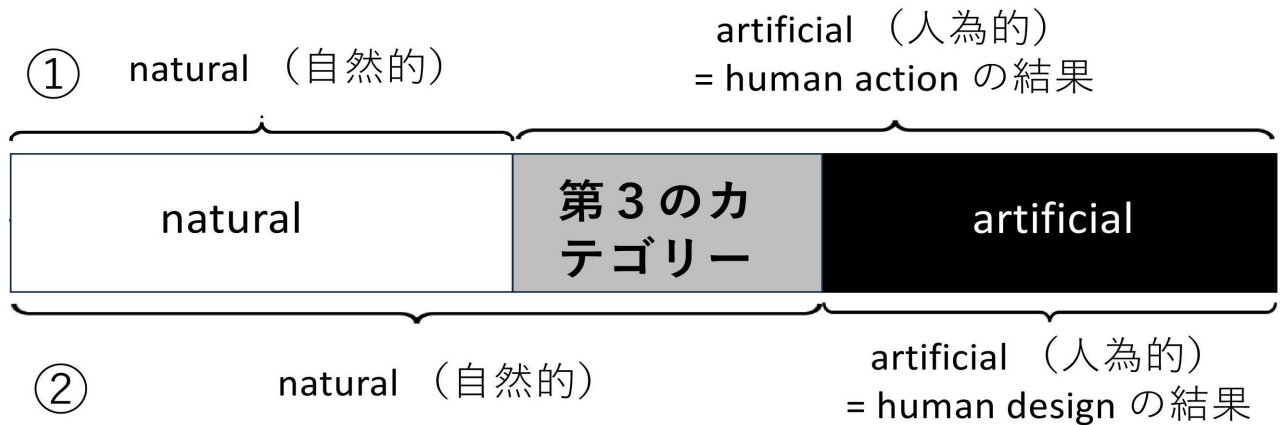 ① natural （自然的）
artificial （人為的）
= human action の結果
natural
第３のカ
テゴリー
artificial
② natural （自然的）
artificial （人為的）
= human design の結果